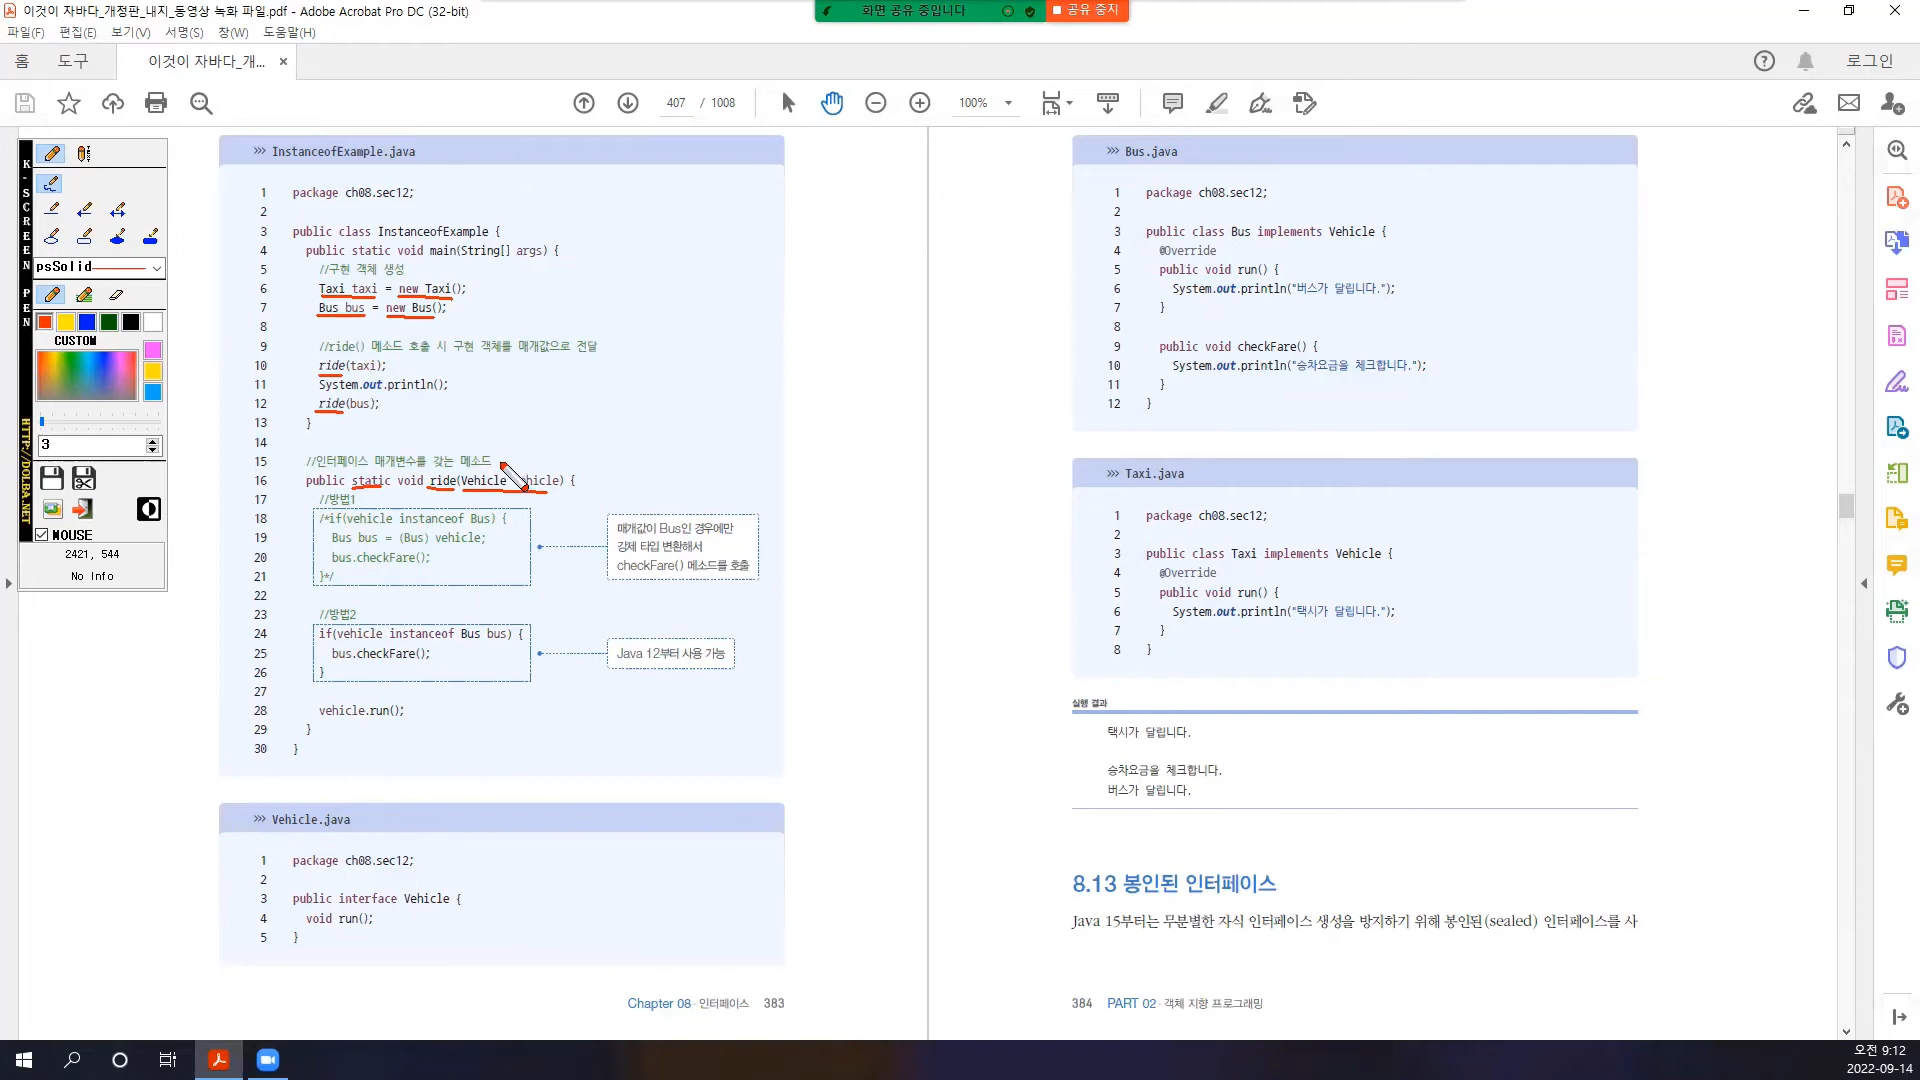 이것이 자바다_개정판_내지_동영상 녹화 파일.pdf - Adobe Acrobat Pro DC (32-bit)
화면 공유 중입니다
공유 중지
파일(F) 편집(E) 보기(V) 서명(S) 창(W) 도움말(H)
홈 도구 이것이 자바다_개... ×
로그인
407 / 1008
100%
K-SCREEN PEN
HTTP://DOLBA.NET
psSolid
CUSTOM
3
MOUSE
2421, 544
No Info
>>> InstanceofExample.java
1 package ch08.sec12;
2
3 public class InstanceofExample {
4 public static void main(String[] args) {
5 //구현 객체 생성
6 Taxi taxi = new Taxi();
7 Bus bus = new Bus();
8
9 //ride() 메소드 호출 시 구현 객체를 매개값으로 전달
10 ride(taxi);
11 System.out.println();
12 ride(bus);
13 }
14
15 //인터페이스 매개변수를 갖는 메소드
16 public static void ride(Vehicle hicle) {
17 //방법1
18 /*if(vehicle instanceof Bus) {
19 Bus bus = (Bus) vehicle;
20 bus.checkFare();
21 }*/
22
23 //방법2
24 if(vehicle instanceof Bus bus) {
25 bus.checkFare();
26 }
27
28 vehicle.run();
29 }
30 }
매개값이 Bus인 경우에만
강제 타입 변환해서
checkFare() 메소드를 호출
Java 12부터 사용 가능
>>> Vehicle.java
1 package ch08.sec12;
2
3 public interface Vehicle {
4 void run();
5 }
Chapter 08 · 인터페이스 383
>>> Bus.java
1 package ch08.sec12;
2
3 public class Bus implements Vehicle {
4 @Override
5 public void run() {
6 System.out.println("버스가 달립니다.");
7 }
8
9 public void checkFare() {
10 System.out.println("승차요금을 체크합니다.");
11 }
12 }
>>> Taxi.java
1 package ch08.sec12;
2
3 public class Taxi implements Vehicle {
4 @Override
5 public void run() {
6 System.out.println("택시가 달립니다.");
7 }
8 }
실행 결과
택시가 달립니다.
승차요금을 체크합니다.
버스가 달립니다.
8.13 봉인된 인터페이스
Java 15부터는 무분별한 자식 인터페이스 생성을 방지하기 위해 봉인된(sealed) 인터페이스를 사
384 PART 02 · 객체 지향 프로그래밍
오전 9:12
2022-09-14